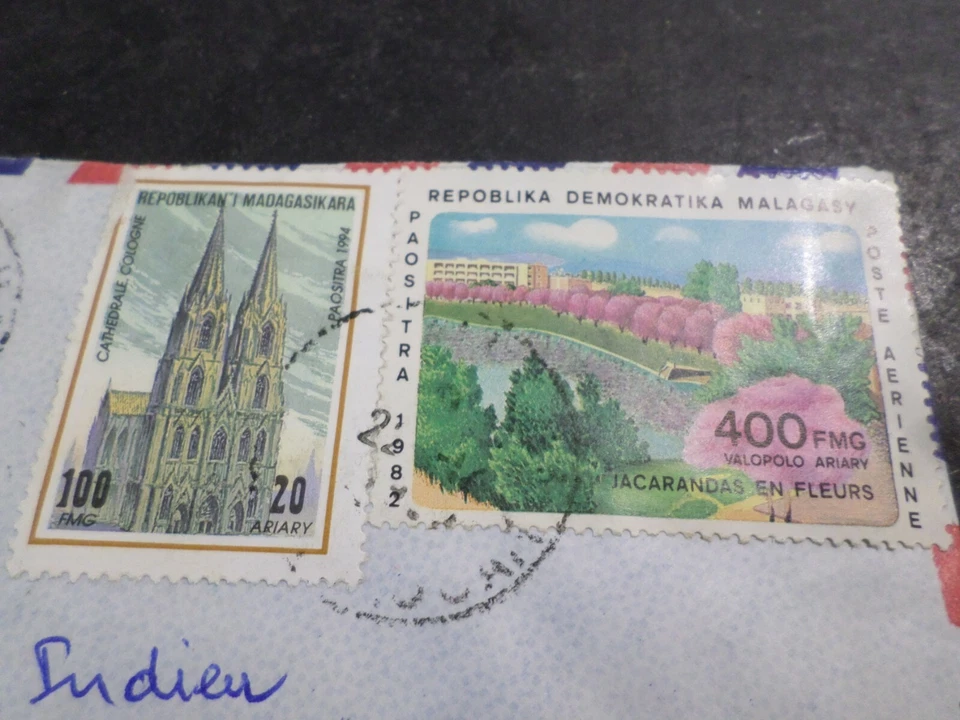 REPOBLIKAN'I MADAGASIKARA
CATHEDRALE COLOGNE
PAOSITRA 1994
100
FMG
20
ARIARY
REPOBLIKA DEMOKRATIKA MALAGASY
PAOSITRA 1982
POSTE AERIENNE
400 FMG
VALOPOLO ARIARY
JACARANDAS EN FLEURS
Indien